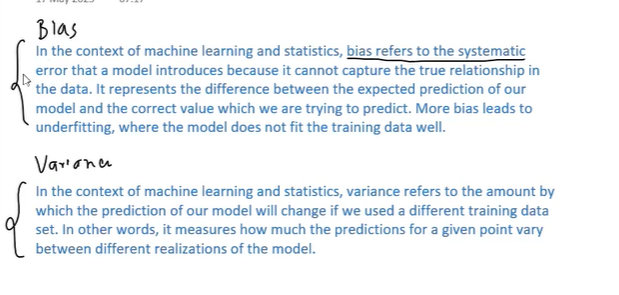 Bias
In the context of machine learning and statistics, bias refers to the systematic
error that a model introduces because it cannot capture the true relationship in
the data. It represents the difference between the expected prediction of our
model and the correct value which we are trying to predict. More bias leads to
underfitting, where the model does not fit the training data well.
Variance
In the context of machine learning and statistics, variance refers to the amount by
which the prediction of our model will change if we used a different training data
set. In other words, it measures how much the predictions for a given point vary
between different realizations of the model.